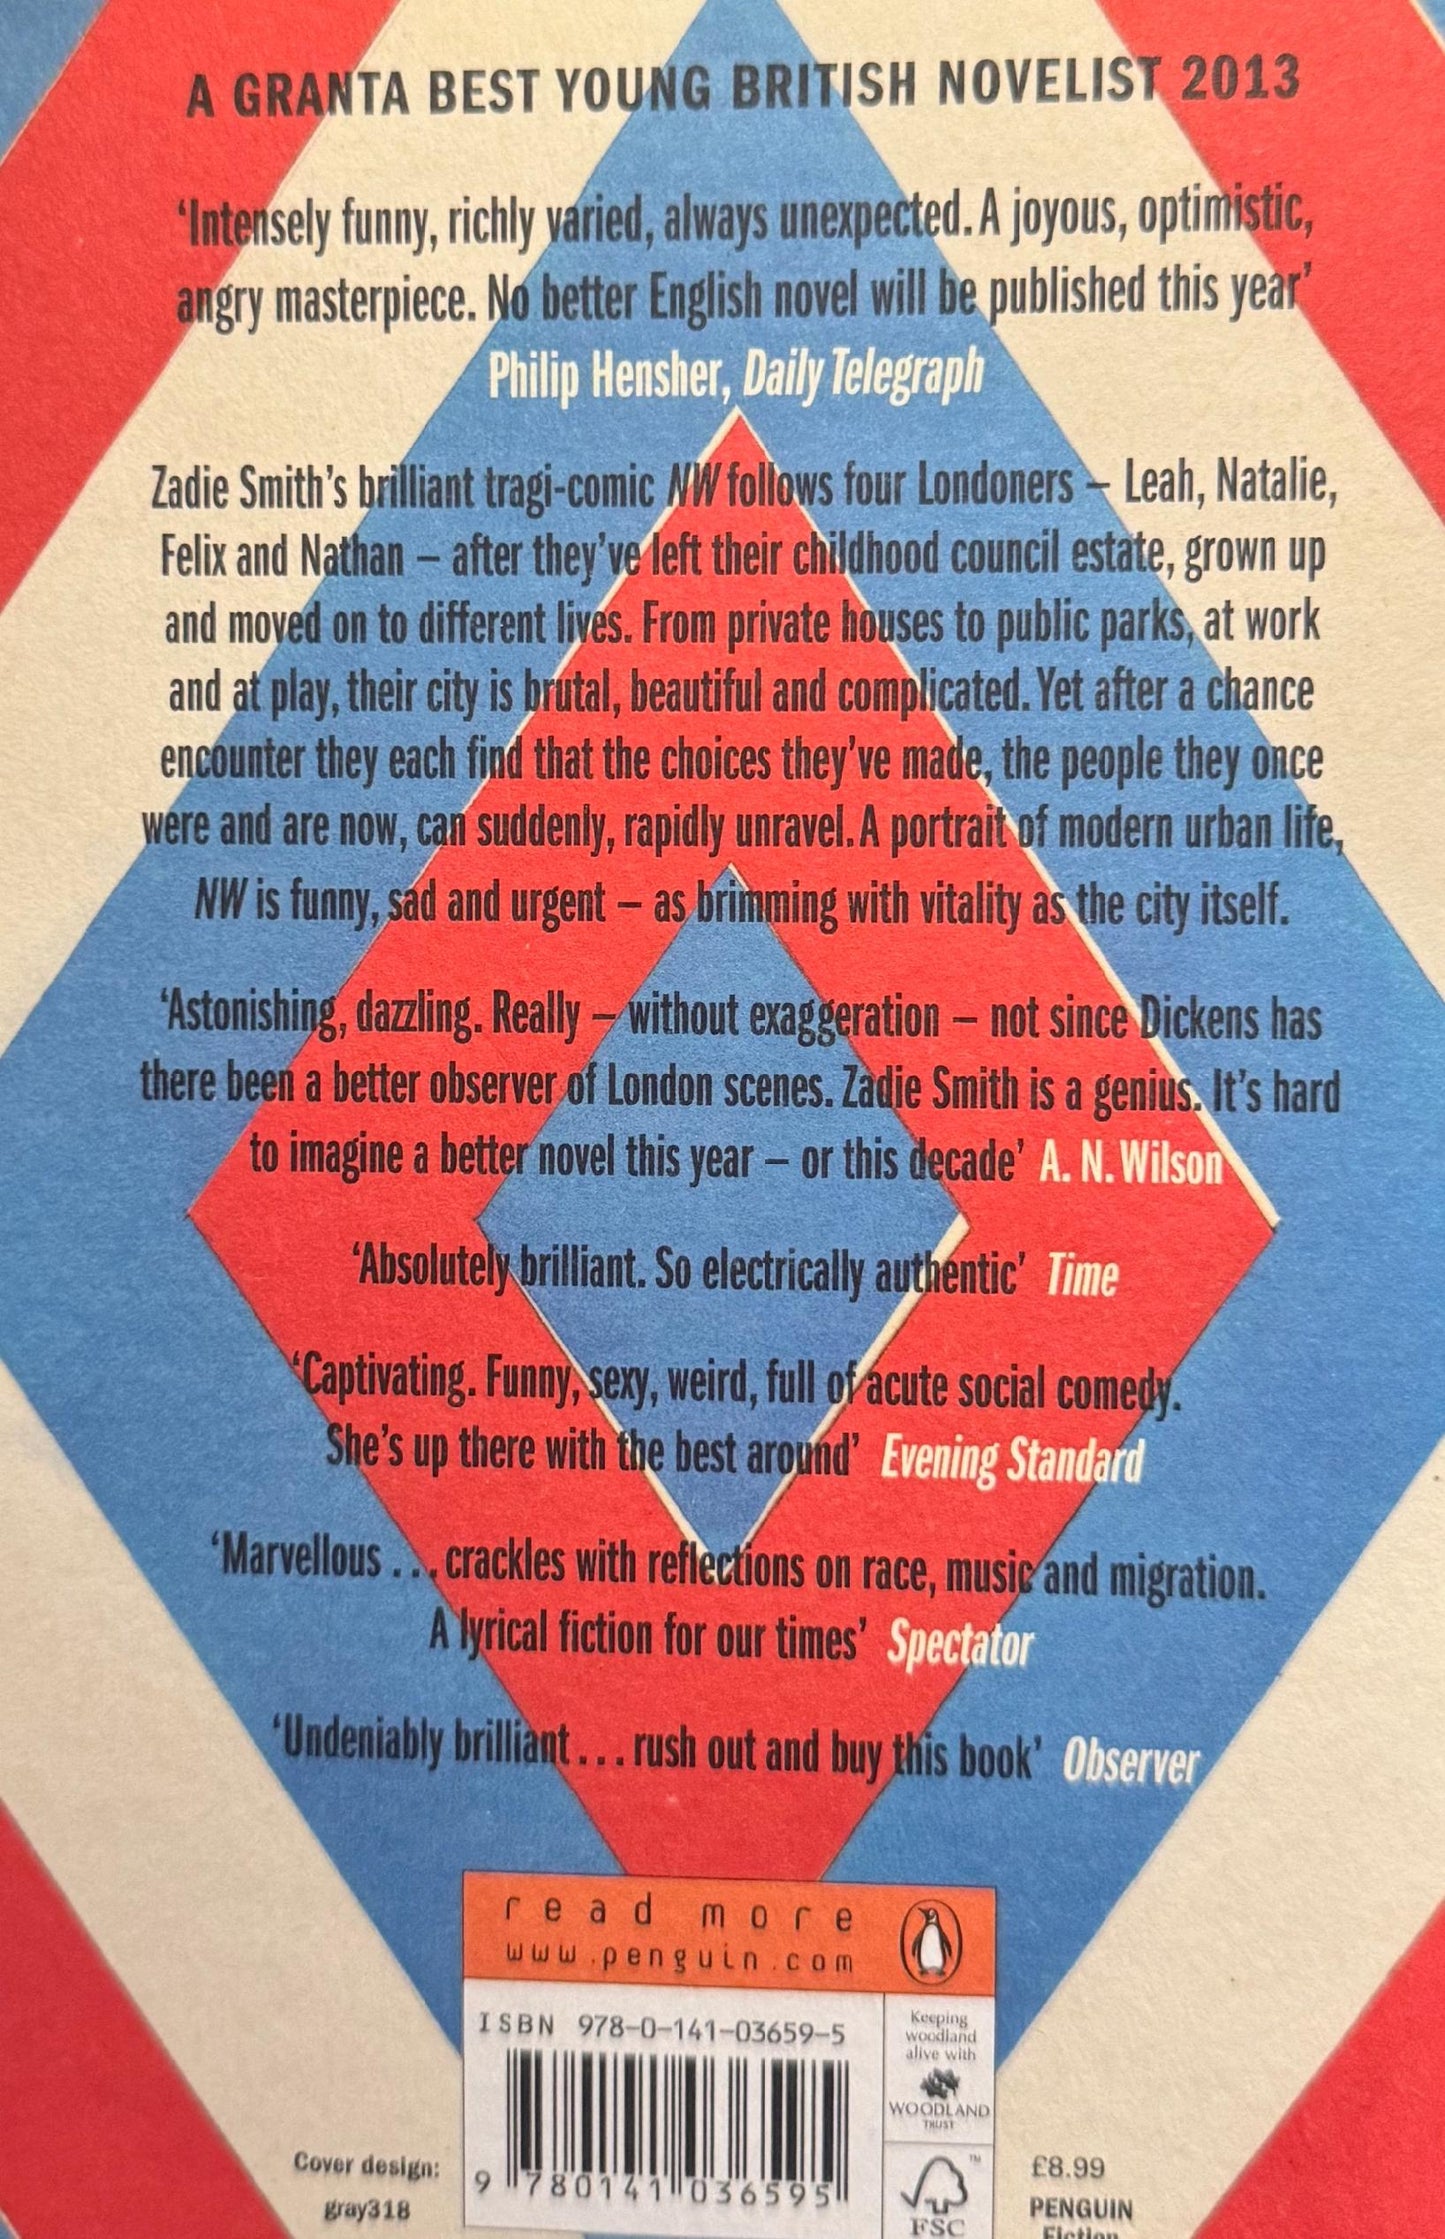 A GRANTA BEST YOUNG BRITISH NOVELIST 2013
‘Intensely funny, richly varied, always unexpected. A joyous, optimistic,
angry masterpiece. No better English novel will be published this year’
Philip Hensher, Daily Telegraph
Zadie Smith’s brilliant tragi-comic NW follows four Londoners – Leah, Natalie,
Felix and Nathan – after they’ve left their childhood council estate, grown up
and moved on to different lives. From private houses to public parks, at work
and at play, their city is brutal, beautiful and complicated. Yet after a chance
encounter they each find that the choices they’ve made, the people they once
were and are now, can suddenly, rapidly unravel. A portrait of modern urban life,
NW is funny, sad and urgent – as brimming with vitality as the city itself.
‘Astonishing, dazzling. Really – without exaggeration – not since Dickens has
there been a better observer of London scenes. Zadie Smith is a genius. It’s hard
to imagine a better novel this year – or this decade’ A. N. Wilson
‘Absolutely brilliant. So electrically authentic’ Time
‘Captivating. Funny, sexy, weird, full of acute social comedy.
She’s up there with the best around’ Evening Standard
‘Marvellous . . . crackles with reflections on race, music and migration.
A lyrical fiction for our times’ Spectator
‘Undeniably brilliant . . . rush out and buy this book’ Observer
read more
www.penguin.com
ISBN 978-0-141-03659-5
9 780141 036595
Keeping
woodland
alive with
WOODLAND
TRUST
™
FSC
Cover design:
gray318
£8.99
PENGUIN
Fiction